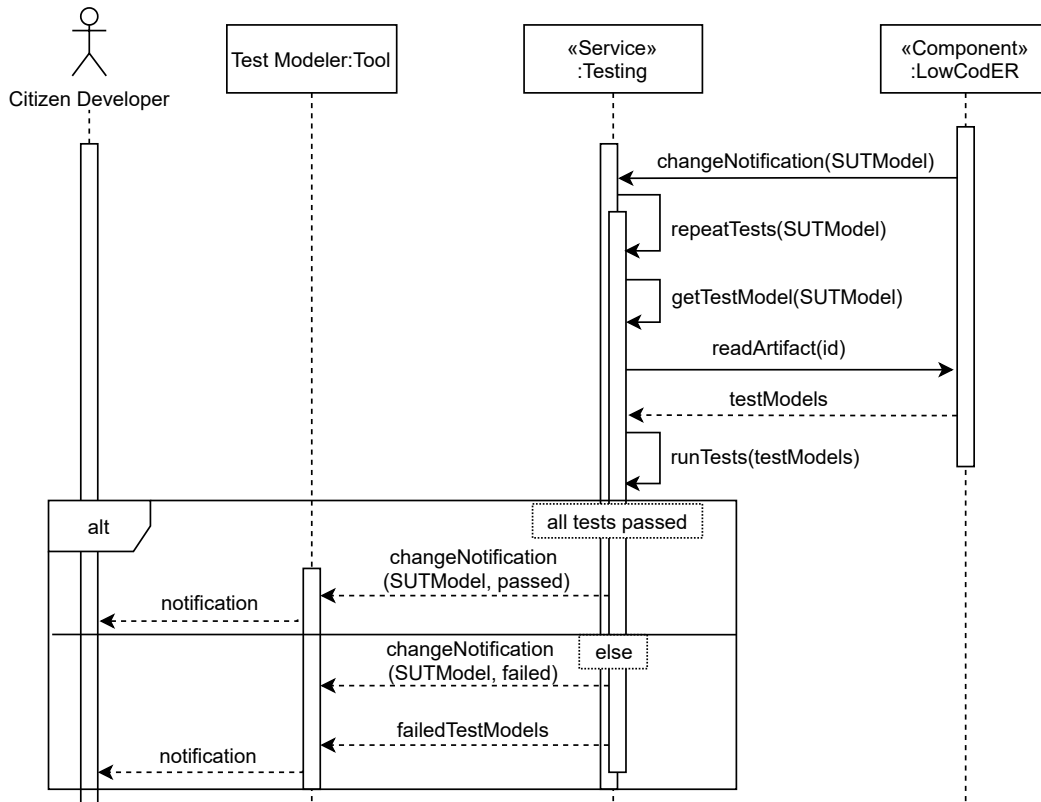 Citizen Developer
Test Modeler:Tool
«Service»
:Testing
«Component»
:LowCodER
changeNotification(SUTModel)
repeatTests(SUTModel)
getTestModel(SUTModel)
readArtifact(id)
testModels
runTests(testModels)
alt
all tests passed
changeNotification
(SUTModel, passed)
notification
else
changeNotification
(SUTModel, failed)
failedTestModels
notification